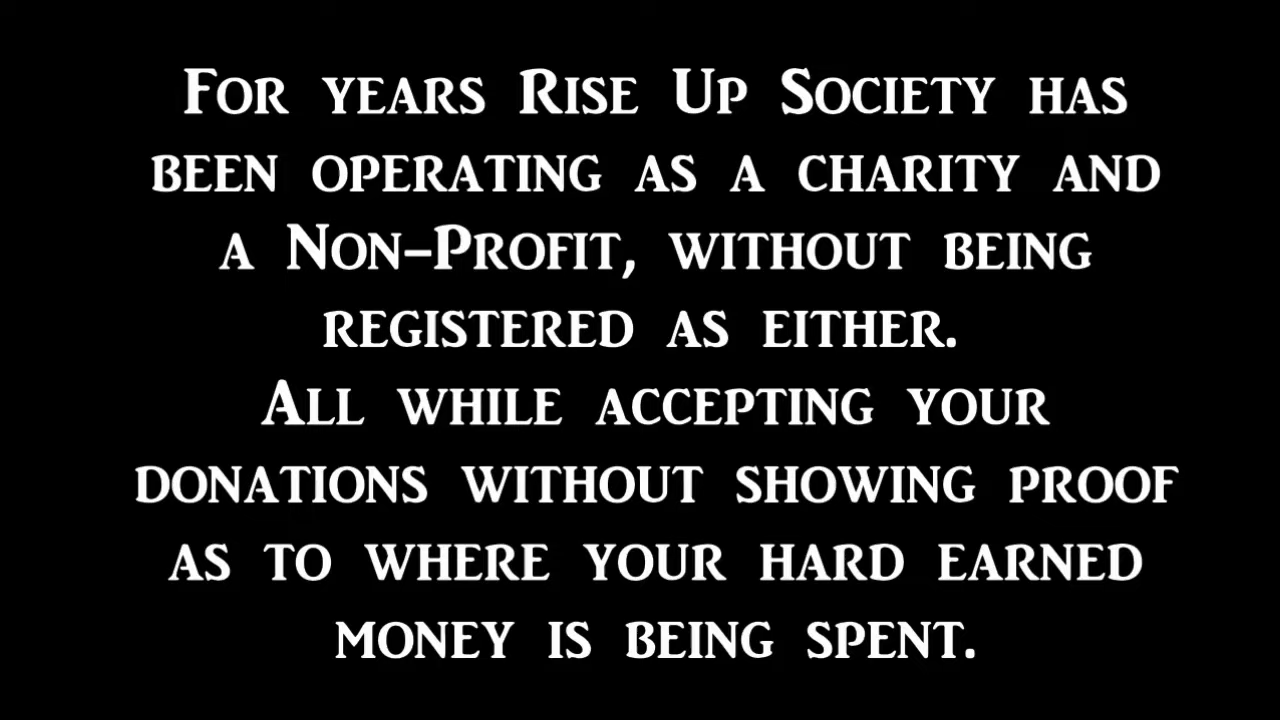 For years Rise Up Society has
been operating as a charity and
a Non-Profit, without being
registered as either.
All while accepting your
donations without showing proof
as to where your hard earned
money is being spent.